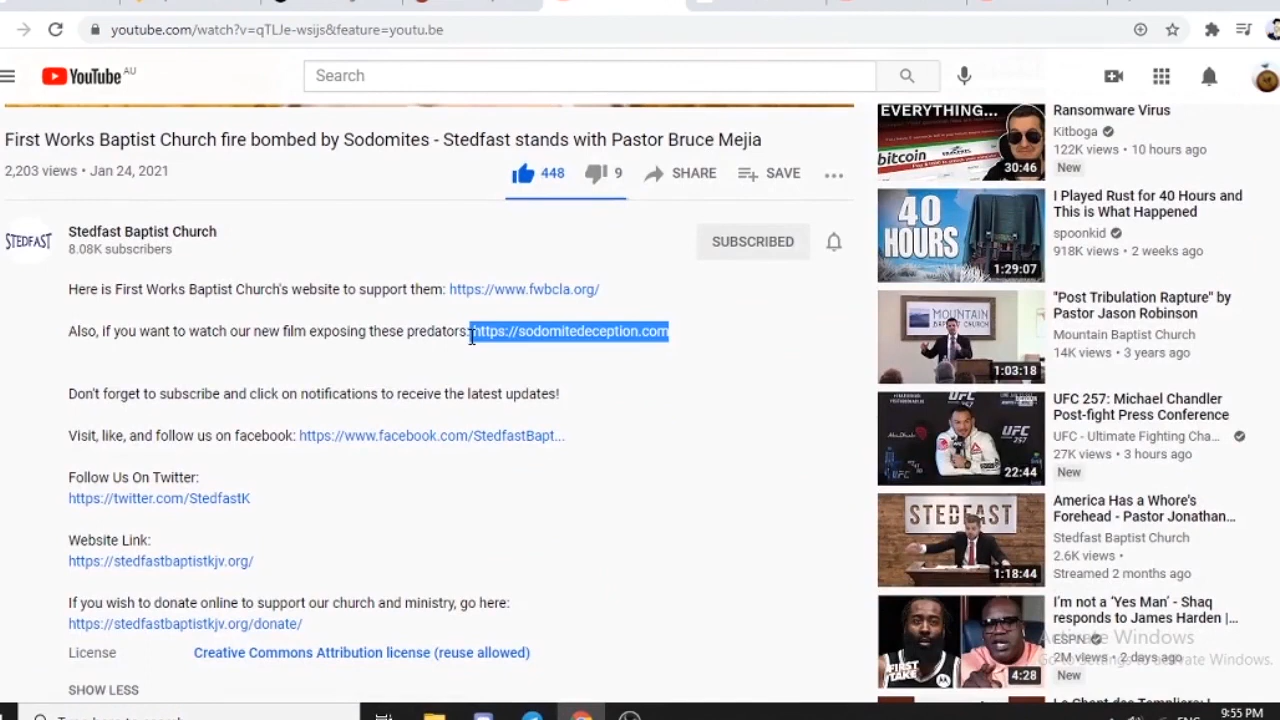 youtube.com/watch?v=qTLJe-wsijs&feature=youtu.be
YouTube AU
Search
First Works Baptist Church fire bombed by Sodomites - Stedfast stands with Pastor Bruce Mejia
2,203 views • Jan 24, 2021
448
9
SHARE
SAVE
STEDFAST
Stedfast Baptist Church
8.08K subscribers
SUBSCRIBED
Here is First Works Baptist Church's website to support them: https://www.fwbcla.org/
Also, if you want to watch our new film exposing these predators: https://sodomitedeception.com
Don't forget to subscribe and click on notifications to receive the latest updates!
Visit, like, and follow us on facebook: https://www.facebook.com/StedfastBapt...
Follow Us On Twitter:
https://twitter.com/StedfastK
Website Link:
https://stedfastbaptistkjv.org/
If you wish to donate online to support our church and ministry, go here:
https://stedfastbaptistkjv.org/donate/
License
Creative Commons Attribution license (reuse allowed)
SHOW LESS
EVERYTHING...
bitcoin
30:46
Ransomware Virus
Kitboga
122K views • 10 hours ago
New
40
HOURS
1:29:07
I Played Rust for 40 Hours and
This is What Happened
spoonkid
918K views • 2 weeks ago
MOUNTAIN
BAPTIST CHURCH
1:03:18
"Post Tribulation Rapture" by
Pastor Jason Robinson
Mountain Baptist Church
14K views • 3 years ago
UFC
22:44
UFC 257: Michael Chandler
Post-fight Press Conference
UFC - Ultimate Fighting Cha...
27K views • 3 hours ago
New
STEDFAST
1:18:44
America Has a Whore's
Forehead - Pastor Jonathan...
Stedfast Baptist Church
2.6K views •
Streamed 2 months ago
FIRST
TAKE
4:28
I'm not a 'Yes Man' - Shaq
responds to James Harden |...
ESPN
2M views • 2 days ago
New
Activate Windows
Go to Settings to activate Windows.
9:55 PM